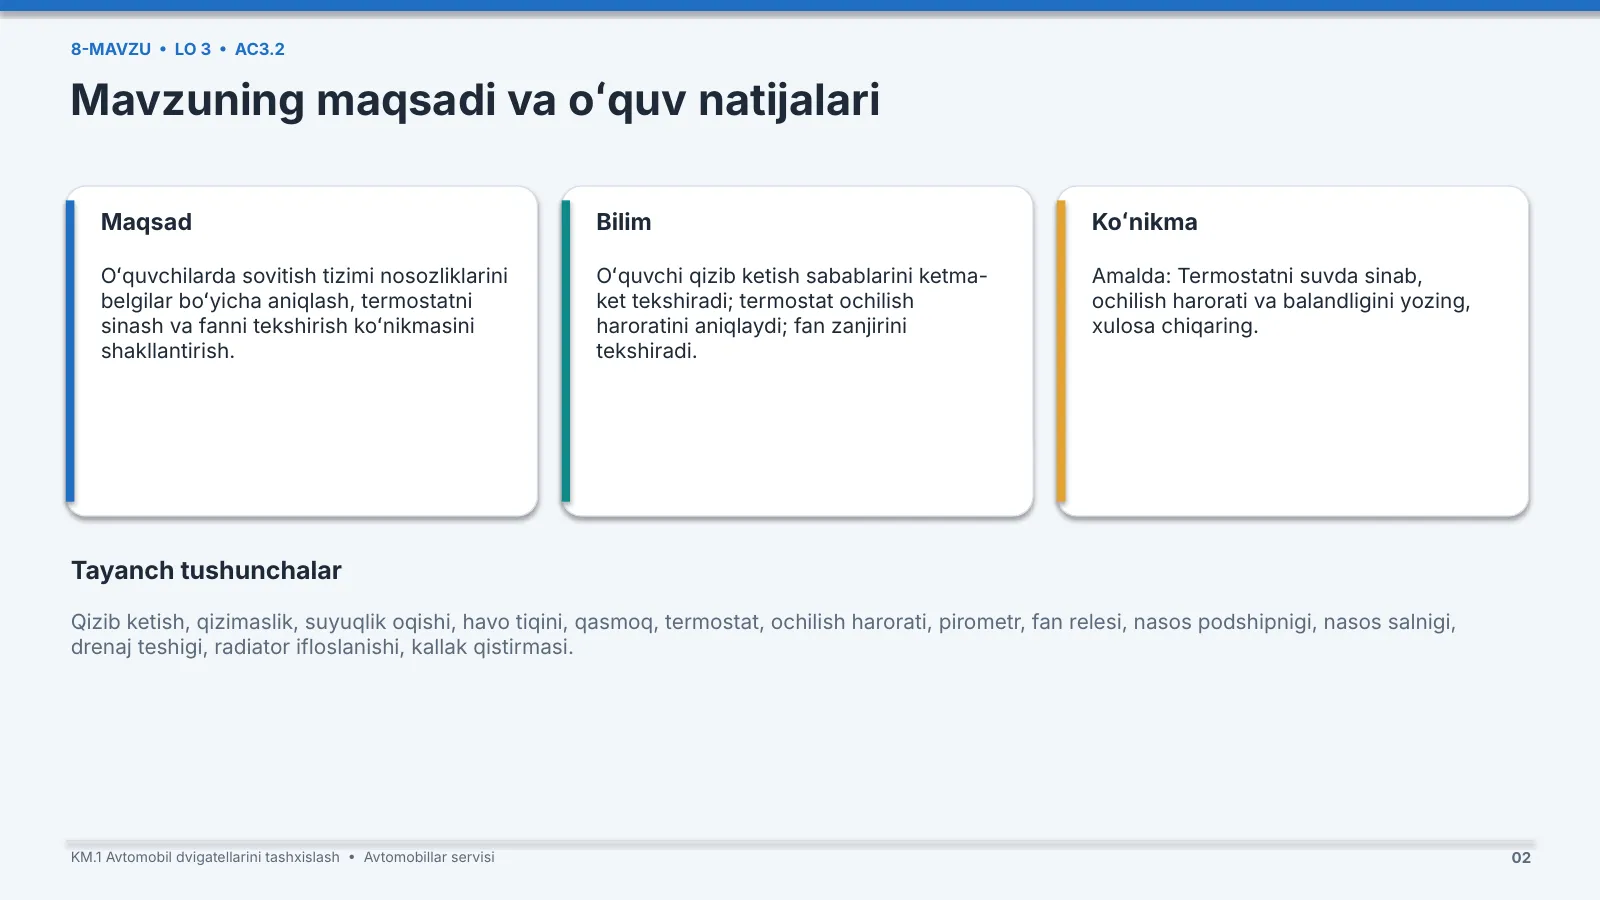 8-MAVZU • LO 3 • AC3.2
Mavzuning maqsadi va oʻquv natijalari
Maqsad
Oʻquvchilarda sovitish tizimi nosozliklarini
belgilar boʻyicha aniqlash, termostatni
sinash va fanni tekshirish koʻnikmasini
shakllantirish.
Bilim
Oʻquvchi qizib ketish sabablarini ketma-
ket tekshiradi; termostat ochilish
haroratini aniqlaydi; fan zanjirini
tekshiradi.
Koʻnikma
Amalda: Termostatni suvda sinab,
ochilish harorati va balandligini yozing,
xulosa chiqaring.
Tayanch tushunchalar
Qizib ketish, qizimaslik, suyuqlik oqishi, havo tiqini, qasmoq, termostat, ochilish harorati, pirometr, fan relesi, nasos podshipnigi, nasos salnigi,
drenaj teshigi, radiator ifloslanishi, kallak qistirmasi.
KM.1 Avtomobil dvigatellarini tashxislash • Avtomobillar servisi
02